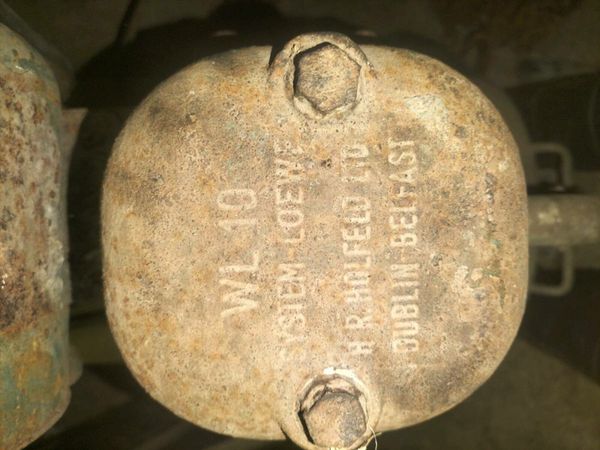 WL 10
SYSTEM-LOEWE
H.R.HOLFELD LTD
DUBLIN-BELFAST